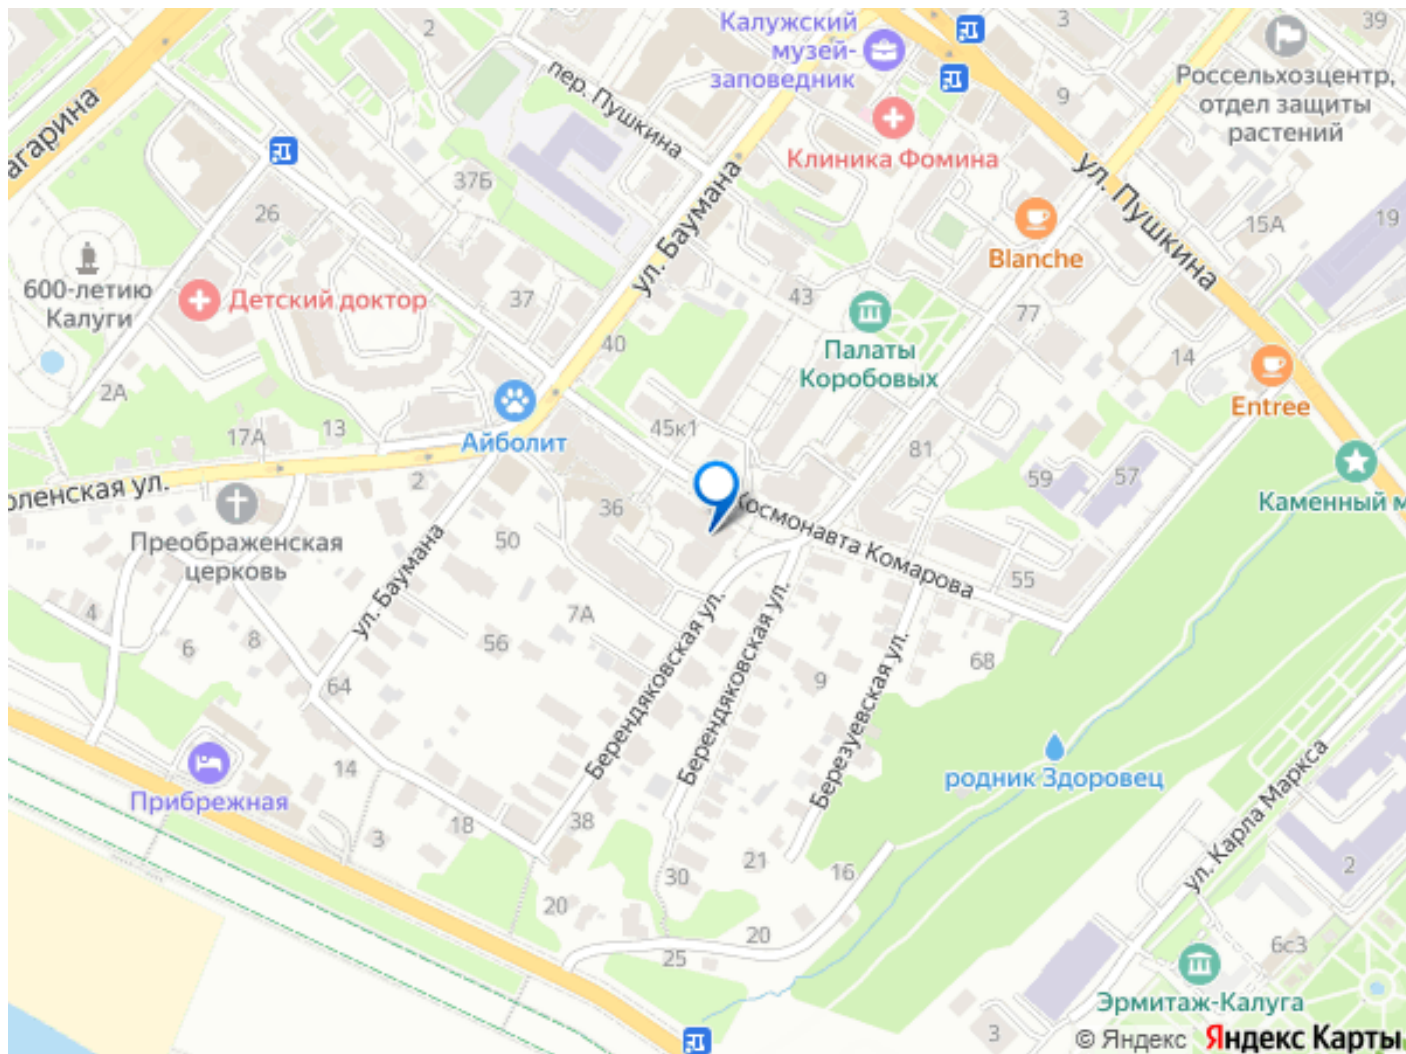 Калужский
музей-
заповедник
2
3
39
Россельхозцентр,
отдел защиты
растений
9
пер. Пушкина
Клиника Фомина
ул. Пушкина
агарина
37Б
ул. Баумана
26
Blanche
15А
19
600-летию
Калуги
Детский доктор
37
43
77
40
Палаты
Коробовых
14
2А
Entree
17А
13
Айболит
45к1
81
оленская ул.
2
59
57
Каменный м
36
Космонавта Комарова
Преображенская
церковь
50
ул. Баумана
55
4
6
8
7А
56
Берендяковская ул.
Берендяковская ул.
9
Березуевская ул.
68
64
14
Прибрежная
родник Здоровец
ул. Карла Маркса
3
18
38
30
21
16
2
20
20
25
6с3
Эрмитаж-Калуга
3
© Яндекс Яндекс Карты